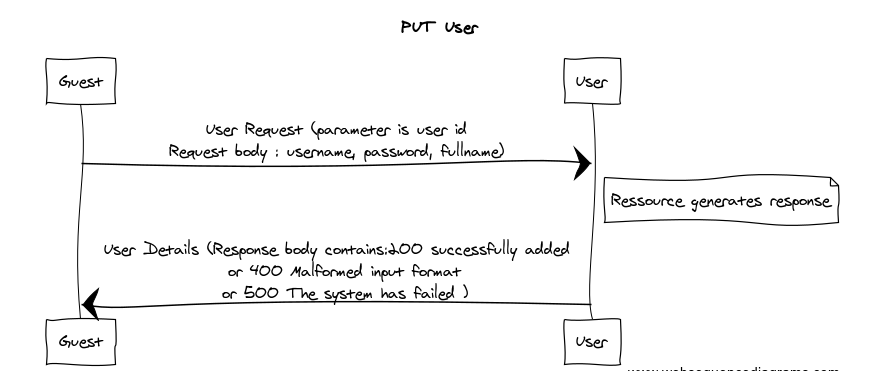 PUT User
Guest
User
User Request (parameter is user id
Request body : username, password, fullname)
Ressource generates response
User Details (Response body contains:200 successfully added
or 400 Malformed input format
or 500 The system has failed )
Guest
User